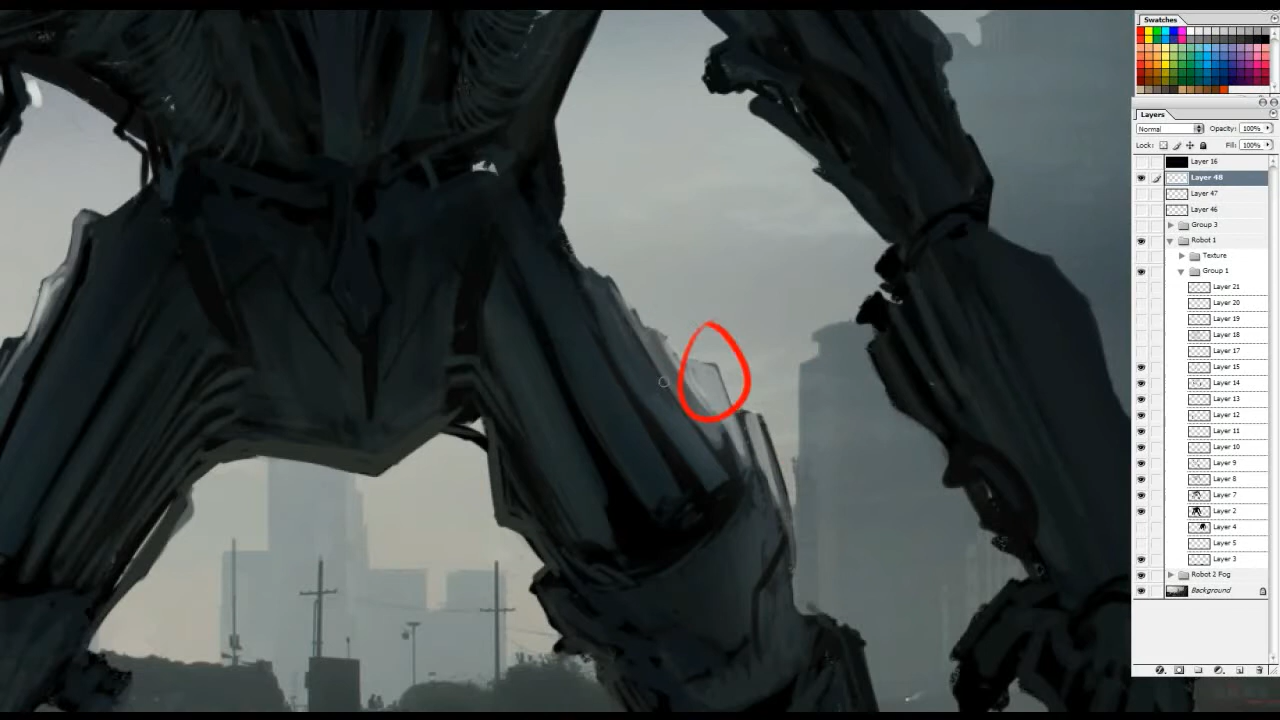 Swatches
Layers
Normal
Opacity: 100%
Lock:
Fill: 100%
Layer 16
Layer 48
Layer 47
Layer 46
Group 3
Robot 1
Texture
Group 1
Layer 21
Layer 20
Layer 19
Layer 18
Layer 17
Layer 15
Layer 14
Layer 13
Layer 12
Layer 11
Layer 10
Layer 9
Layer 8
Layer 7
Layer 2
Layer 4
Layer 5
Layer 3
Robot 2 Fog
Background